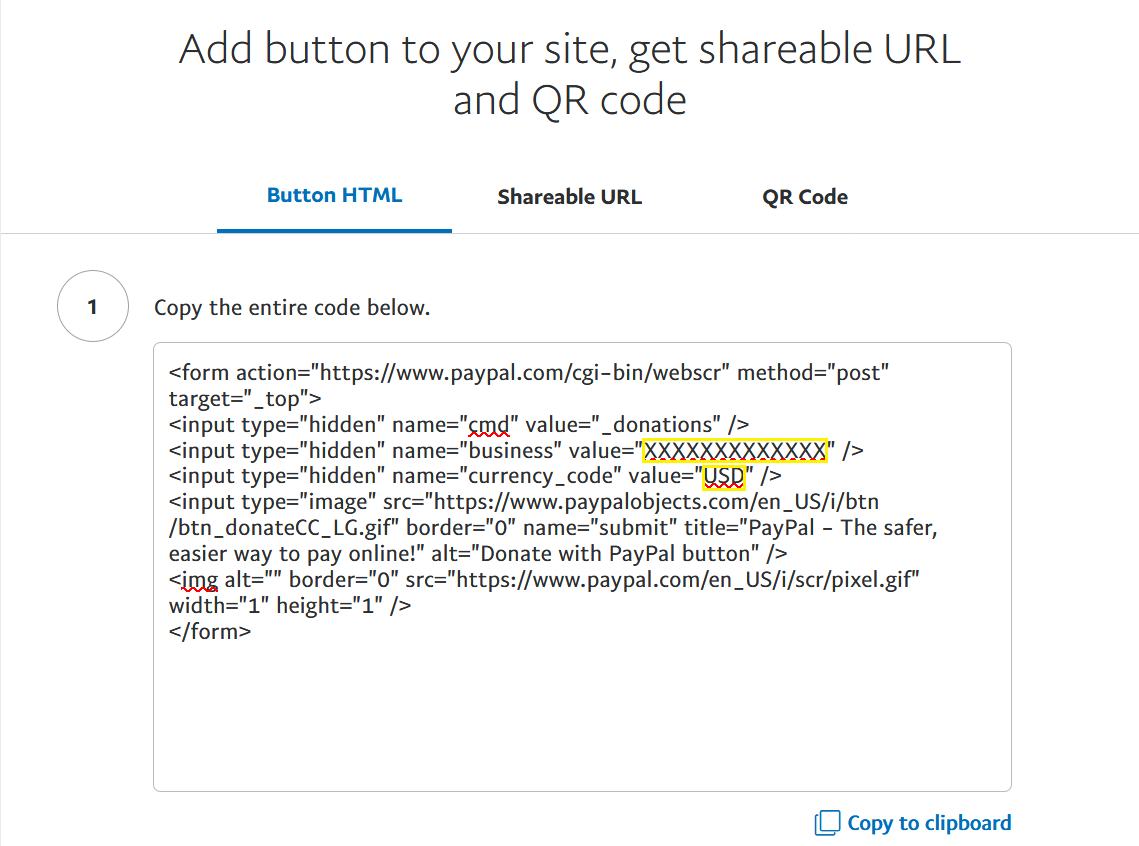 Add button to your site, get shareable URL
and QR code
Button HTML
Shareable URL
QR Code
1
Copy the entire code below.
<form action="https://www.paypal.com/cgi-bin/webscr" method="post"
target="_top">
<input type="hidden" name="cmd" value="_donations" />
<input type="hidden" name="business" value="XXXXXXXXXXXXX" />
<input type="hidden" name="currency_code" value="USD" />
<input type="image" src="https://www.paypalobjects.com/en_US/i/btn
/btn_donateCC_LG.gif" border="0" name="submit" title="PayPal - The safer,
easier way to pay online!" alt="Donate with PayPal button" />
<img alt="" border="0" src="https://www.paypal.com/en_US/i/scr/pixel.gif"
width="1" height="1" />
</form>
Copy to clipboard